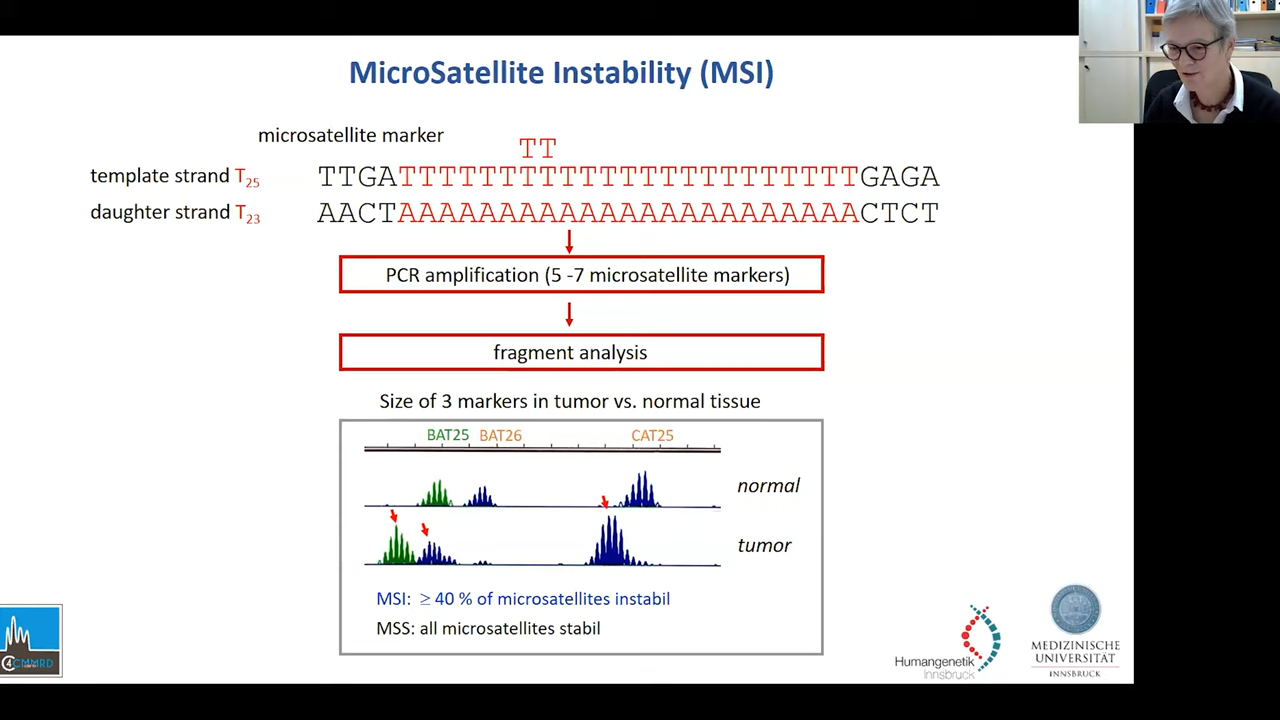 MicroSatellite Instability (MSI)
microsatellite marker
TT
template strand T25 TTGATTTTTTTTTTTTTTTTTTTTTTTGAGA
daughter strand T23 AACTAAAAAAAAAAAAAAAAAAAAAAACTCT
PCR amplification (5 -7 microsatellite markers)
fragment analysis
Size of 3 markers in tumor vs. normal tissue
BAT25 BAT26 CAT25
normal
tumor
MSI: ≥ 40 % of microsatellites instabil
MSS: all microsatellites stabil
C4CMMRD
Humangenetik
Innsbruck
MEDIZINISCHE
UNIVERSITÄT
INNSBRUCK